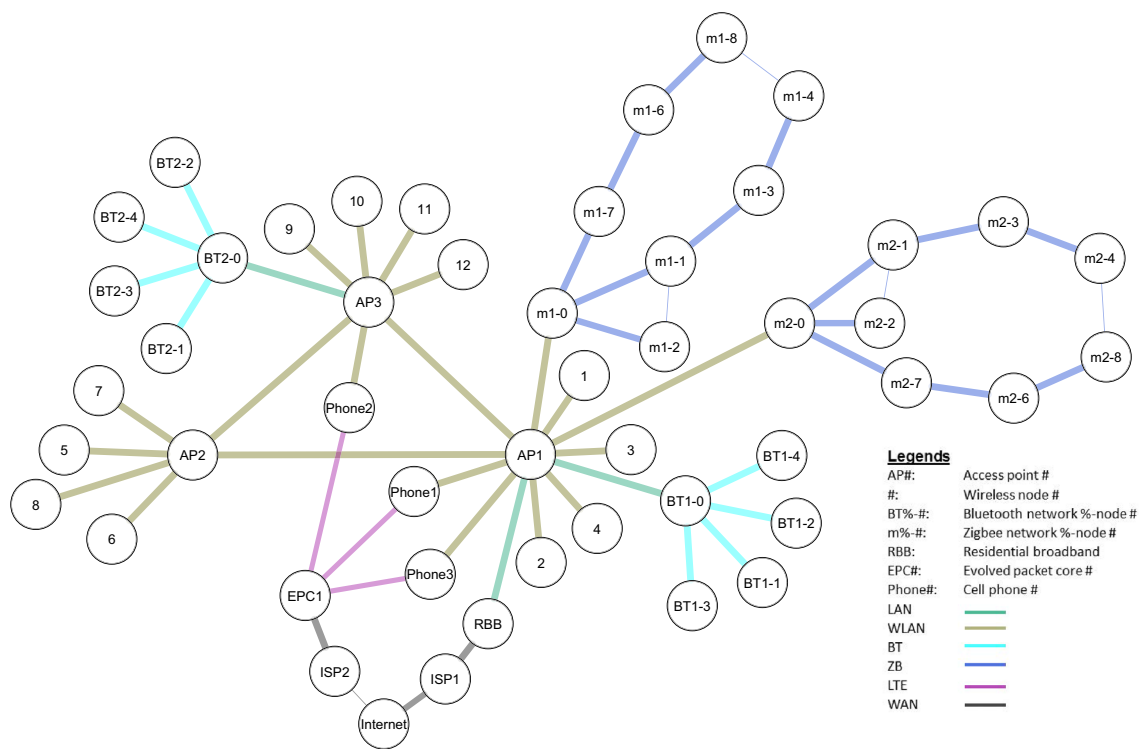 m1-8
m1-4
m1-6
BT2-2
m1-3
BT2-4
10
11
m1-7
9
m2-3
BT2-0
m2-1
m2-4
12
m1-1
BT2-3
AP3
m1-0
m2-0
m2-2
BT2-1
m1-2
m2-8
1
m2-7
7
m2-6
Phone2
5
AP2
AP1
3
BT1-4
Phone1
BT1-0
8
4
BT1-2
6
2
Phone3
BT1-1
EPC1
BT1-3
RBB
ISP2
ISP1
Internet
Legends
AP#: Access point #
#: Wireless node #
BT%-#: Bluetooth network %-node #
m%-#: Zigbee network %-node #
RBB: Residential broadband
EPC#: Evolved packet core #
Phone#: Cell phone #
LAN
WLAN
BT
ZB
LTE
WAN